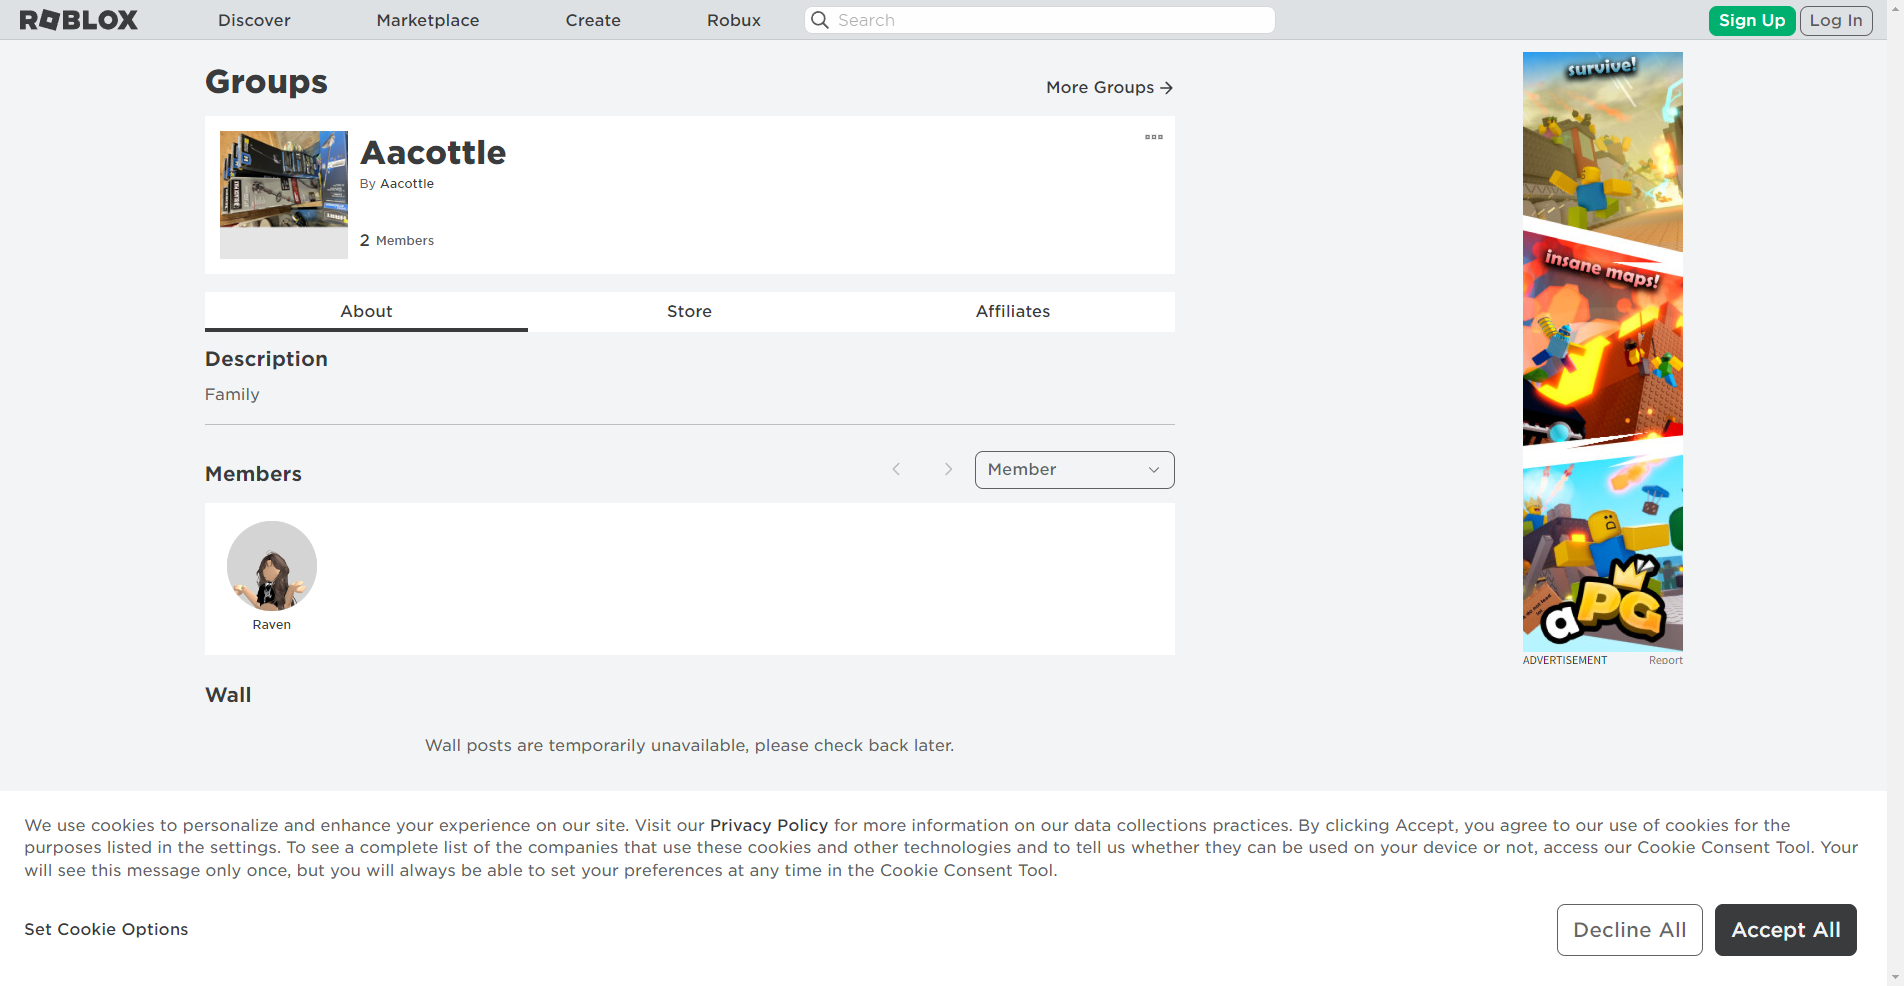 ROBLOX
Discover
Marketplace
Create
Robux
Search
Sign Up
Log In
Groups
More Groups
Aacottle
By Aacottle
2 Members
About
Store
Affiliates
Description
Family
Members
Member
Raven
Wall
Wall posts are temporarily unavailable, please check back later.
survive!
insane maps!
aPG
ADVERTISEMENT
Report
We use cookies to personalize and enhance your experience on our site. Visit our Privacy Policy for more information on our data collections practices. By clicking Accept, you agree to our use of cookies for the
purposes listed in the settings. To see a complete list of the companies that use these cookies and other technologies and to tell us whether they can be used on your device or not, access our Cookie Consent Tool. Your
will see this message only once, but you will always be able to set your preferences at any time in the Cookie Consent Tool.
Set Cookie Options
Decline All
Accept All